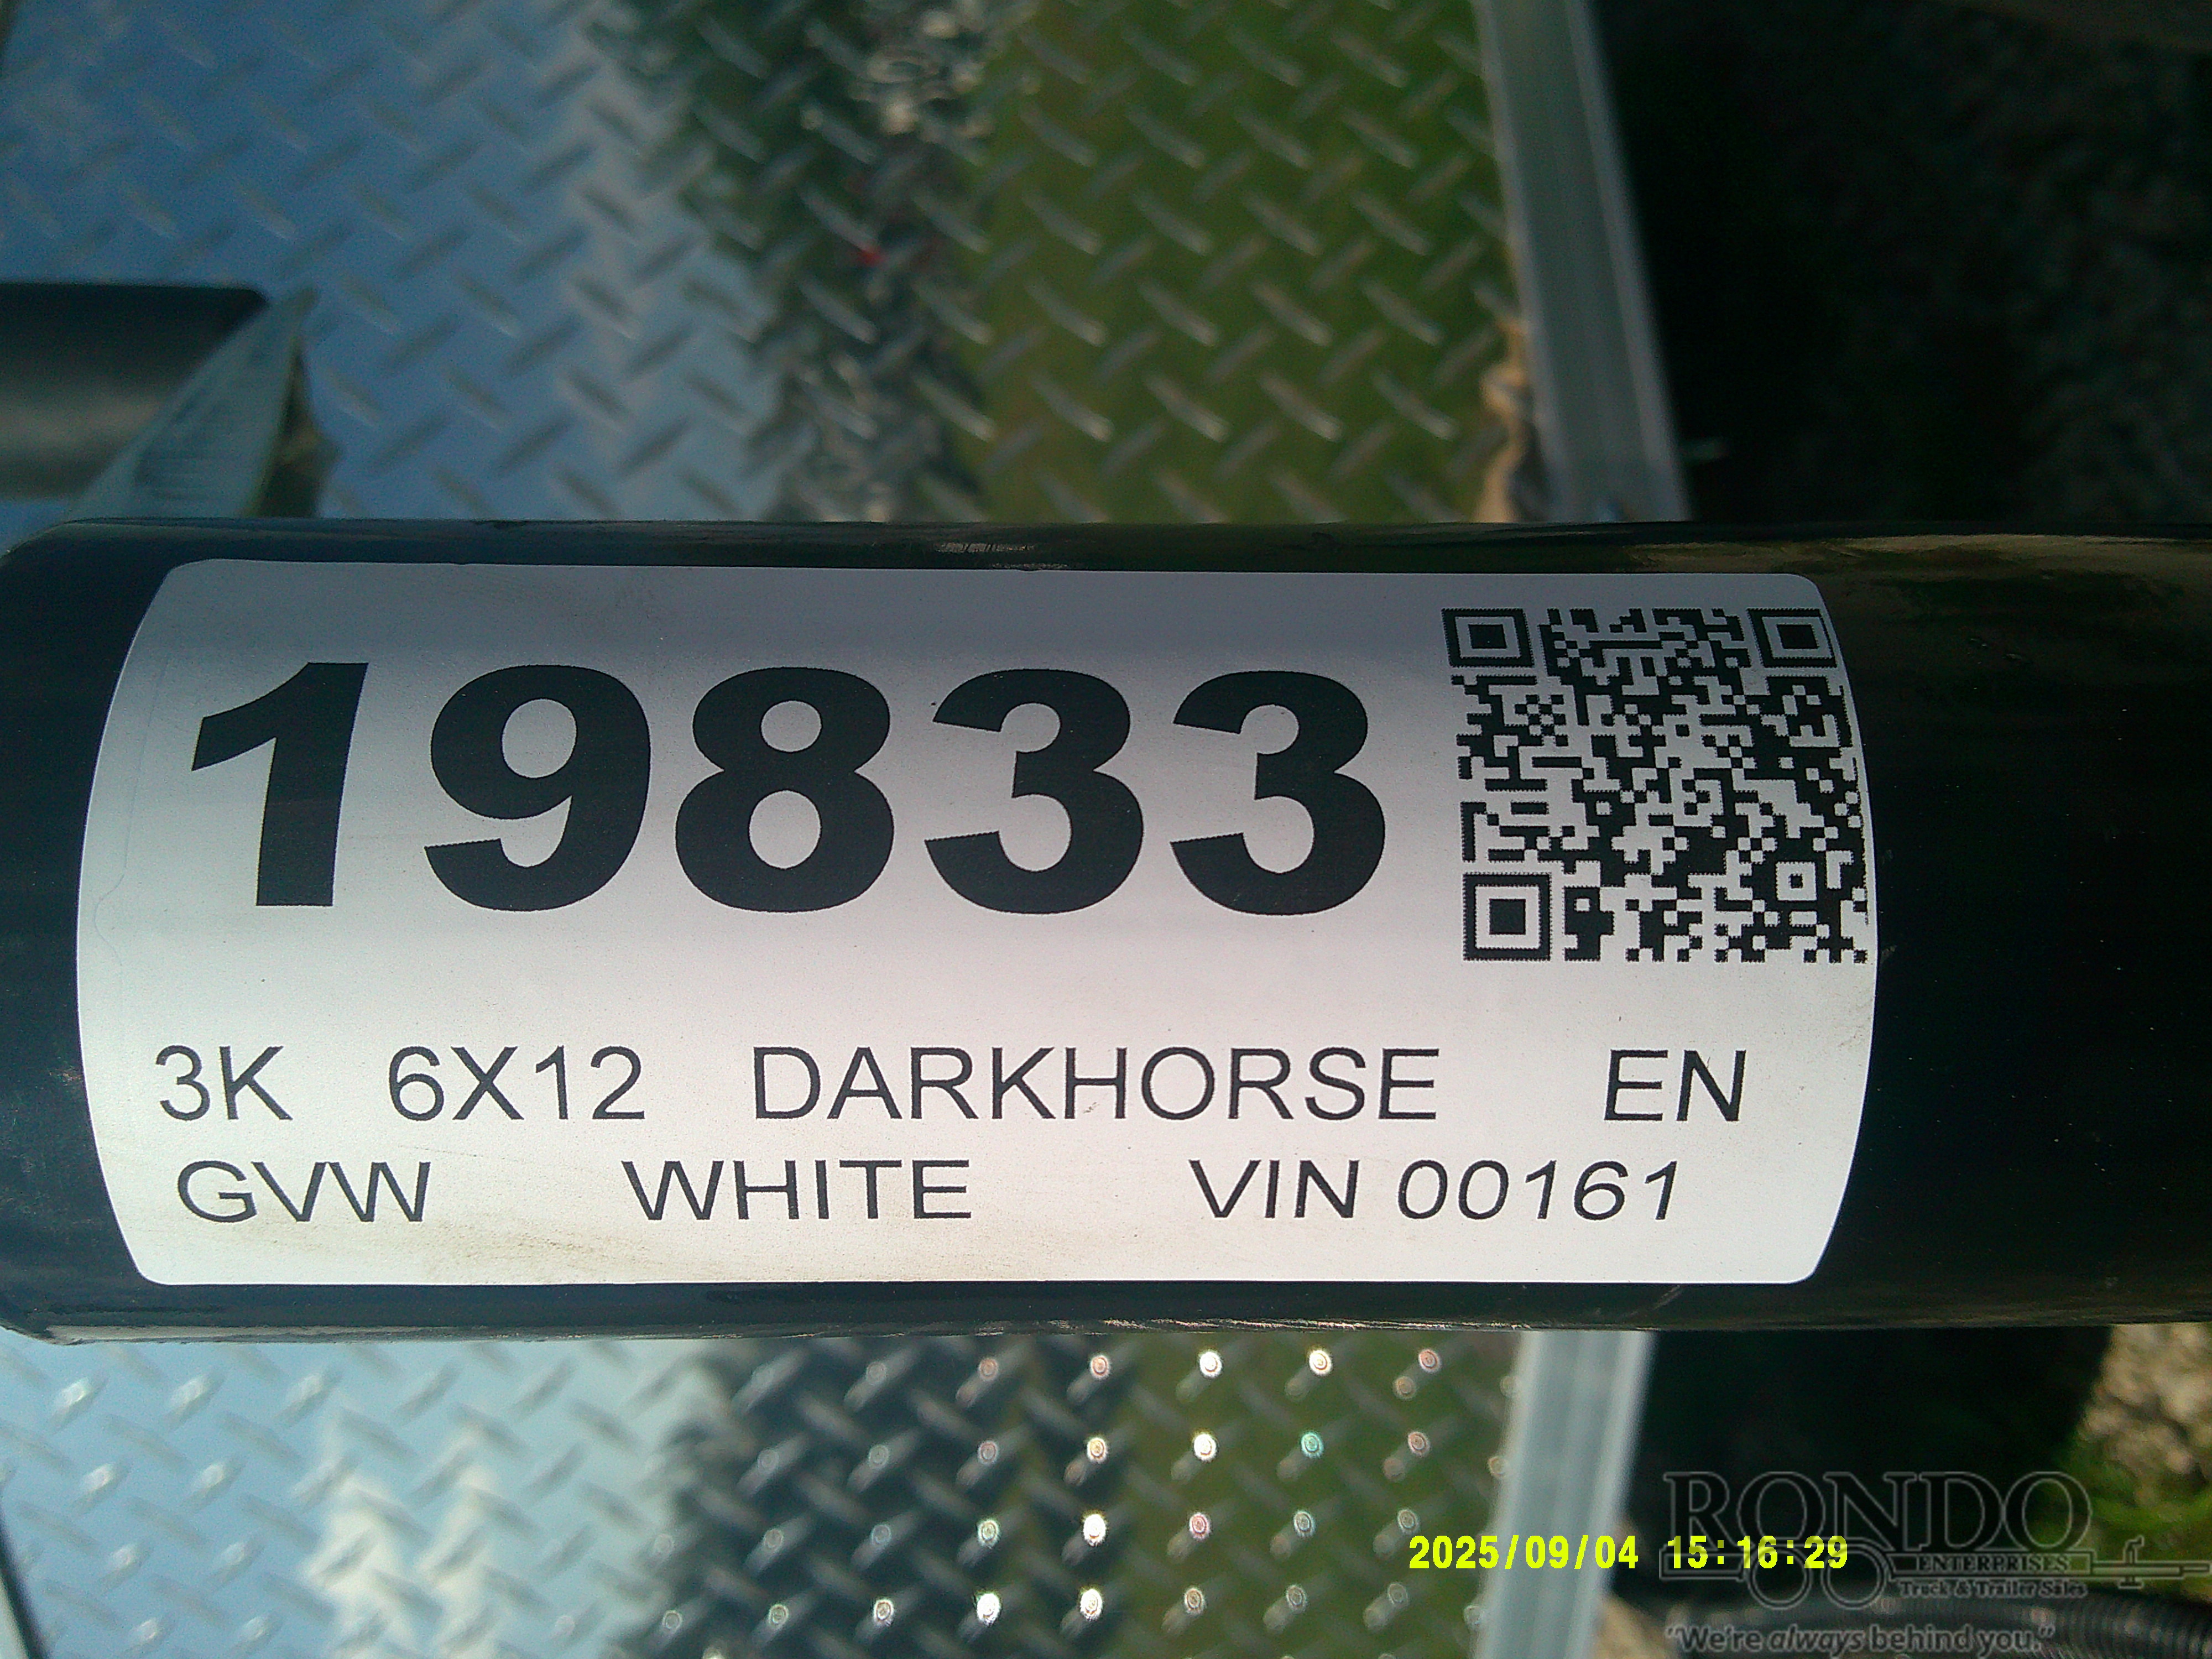 19833
3K 6X12 DARKHORSE EN
GVW WHITE VIN 00161
2025/09/04 15:16:29
RONDO
ENTERPRISES
Truck & Trailer Sales
"We're always behind you."